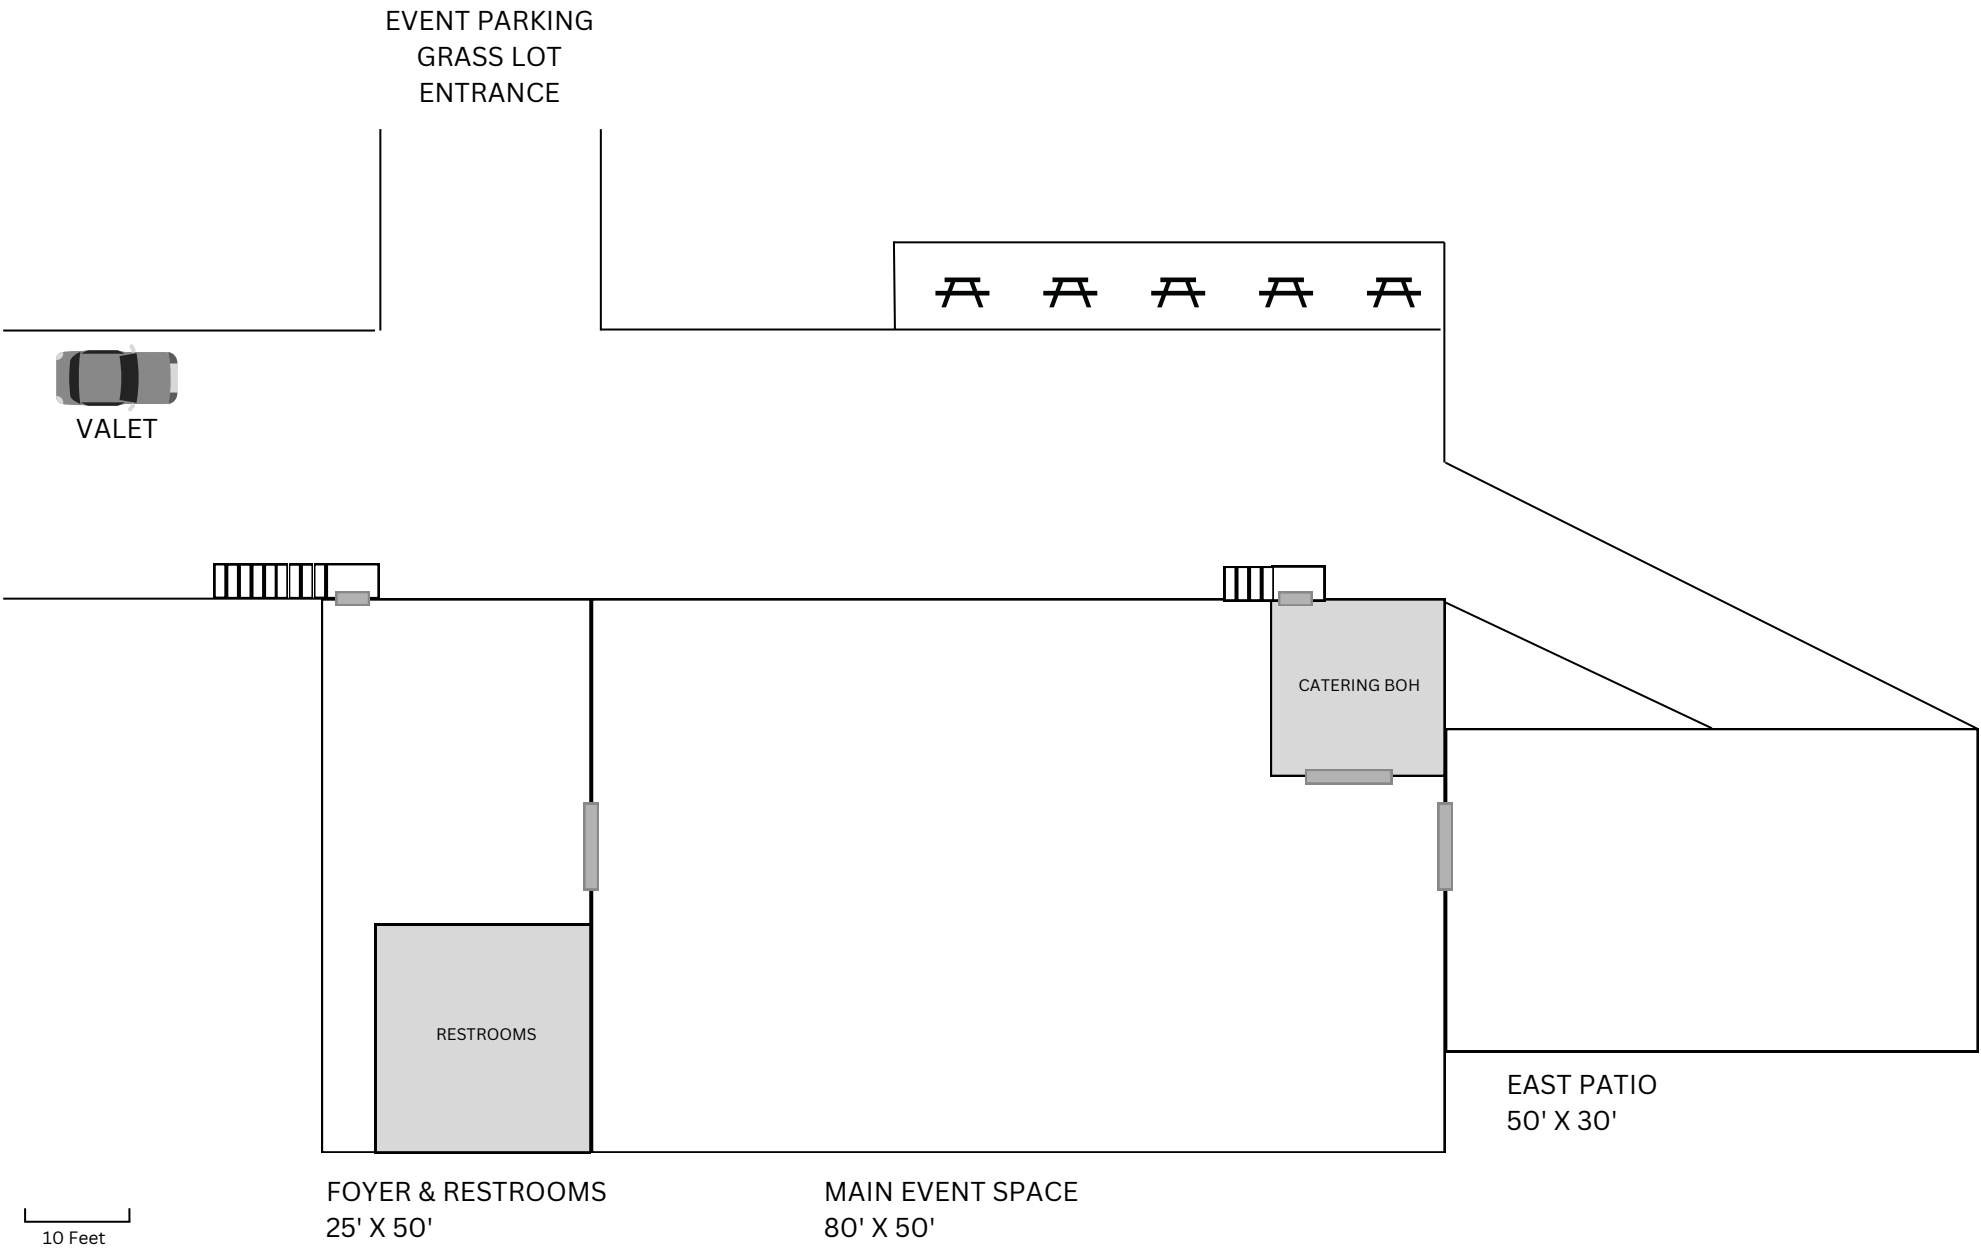 EVENT PARKING
GRASS LOT
ENTRANCE
VALET
CATERING BOH
RESTROOMS
EAST PATIO
50' X 30'
FOYER & RESTROOMS
25' X 50'
MAIN EVENT SPACE
80' X 50'
10 Feet